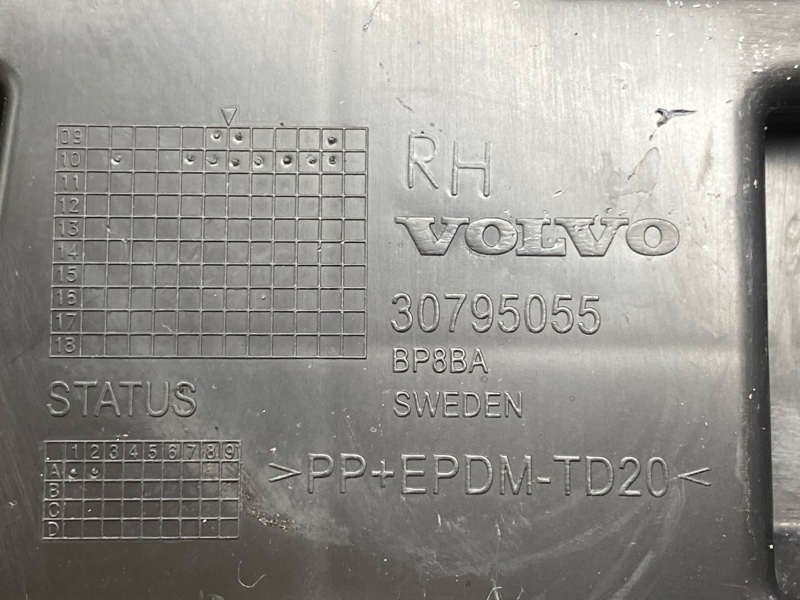 09
10
11
12
13
14
15
16
17
18
RH
VOLVO
30795055
BP8BA
SWEDEN
STATUS
1 2 3 4 5 6 7 8 9
A
B
C
D
>PP+EPDM-TD20<